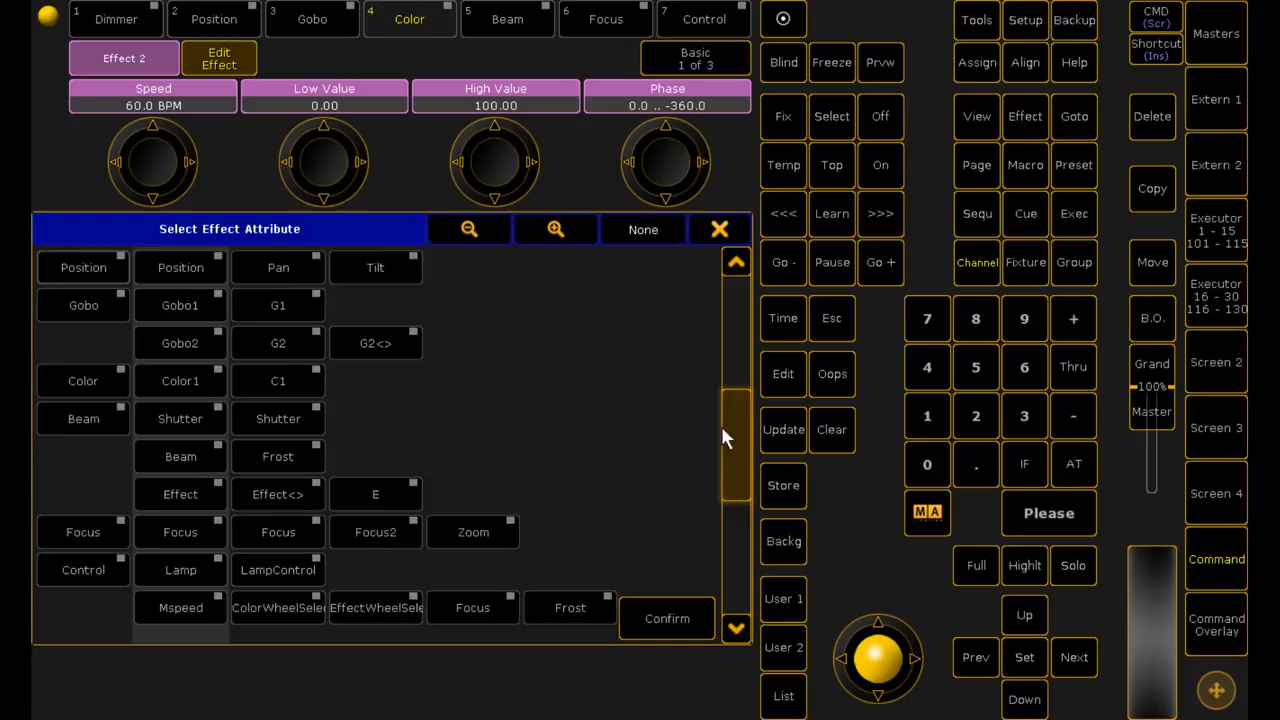 1 Dimmer
2 Position
3 Gobo
4 Color
5 Beam
6 Focus
7 Control
Effect 2
Edit
Effect
Basic
1 of 3
Speed
60.0 BPM
Low Value
0.00
High Value
100.00
Phase
0.0 .. -360.0
Select Effect Attribute
None
Position Position Pan Tilt
Gobo Gobo1 G1
Gobo2 G2 G2<>
Color Color1 C1
Beam Shutter Shutter
Beam Frost
Effect Effect<> E
Focus Focus Focus Focus2 Zoom
Control Lamp LampControl
Mspeed ColorWheelSele EffectWheelSele Focus Frost
Confirm
Blind Freeze Prvw
Fix Select Off
Temp Top On
<<< Learn >>>
Go - Pause Go +
Time Esc
Edit Oops
Update Clear
Store
Backg
User 1
User 2
List
Tools Setup Backup
Assign Align Help
View Effect Goto
Page Macro Preset
Sequ Cue Exec
Channel Fixture Group
7 8 9 +
4 5 6 Thru
1 2 3 -
0 . IF AT
MA Please
Full Highlt Solo
Up
Prev Set Next
Down
CMD
(Scr)
Shortcut
(Ins)
Delete
Copy
Move
B.O.
Grand
100%
Master
Masters
Extern 1
Extern 2
Executor
1 - 15
101 - 115
Executor
16 - 30
116 - 130
Screen 2
Screen 3
Screen 4
Command
Command
Overlay